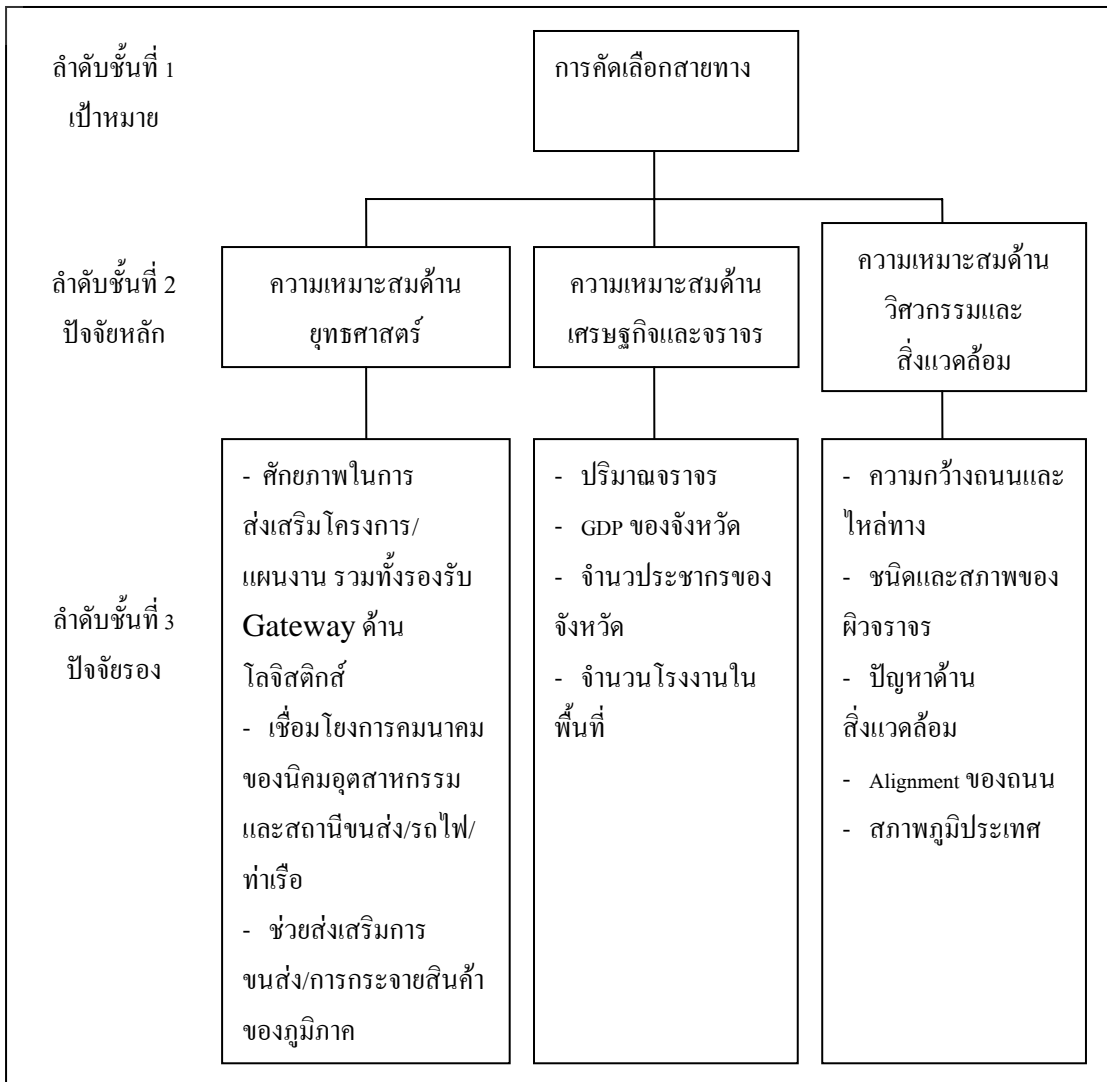 ลำดับชั้นที่ 1
เป้าหมาย
การคัดเลือกสายทาง
ลำดับชั้นที่ 2
ปัจจัยหลัก
ความเหมาะสมด้าน
ยุทธศาสตร์
ความเหมาะสมด้าน
เศรษฐกิจและจราจร
ความเหมาะสมด้าน
วิศวกรรมและ
สิ่งแวดล้อม
ลำดับชั้นที่ 3
ปัจจัยรอง
- ศักยภาพในการ
ส่งเสริมโครงการ/
แผนงาน รวมทั้งรองรับ
Gateway ด้าน
โลจิสติกส์
- เชื่อมโยงการคมนาคม
ของนิคมอุตสาหกรรม
และสถานีขนส่ง/รถไฟ/
ท่าเรือ
- ช่วยส่งเสริมการ
ขนส่ง/การกระจายสินค้า
ของภูมิภาค
- ปริมาณจราจร
- GDP ของจังหวัด
- จำนวประชากรของ
จังหวัด
- จำนวนโรงงานใน
พื้นที่
- ความกว้างถนนและ
ไหล่ทาง
- ชนิดและสภาพของ
ผิวจราจร
- ปัญหาด้าน
สิ่งแวดล้อม
- Alignment ของถนน
- สภาพภูมิประเทศ